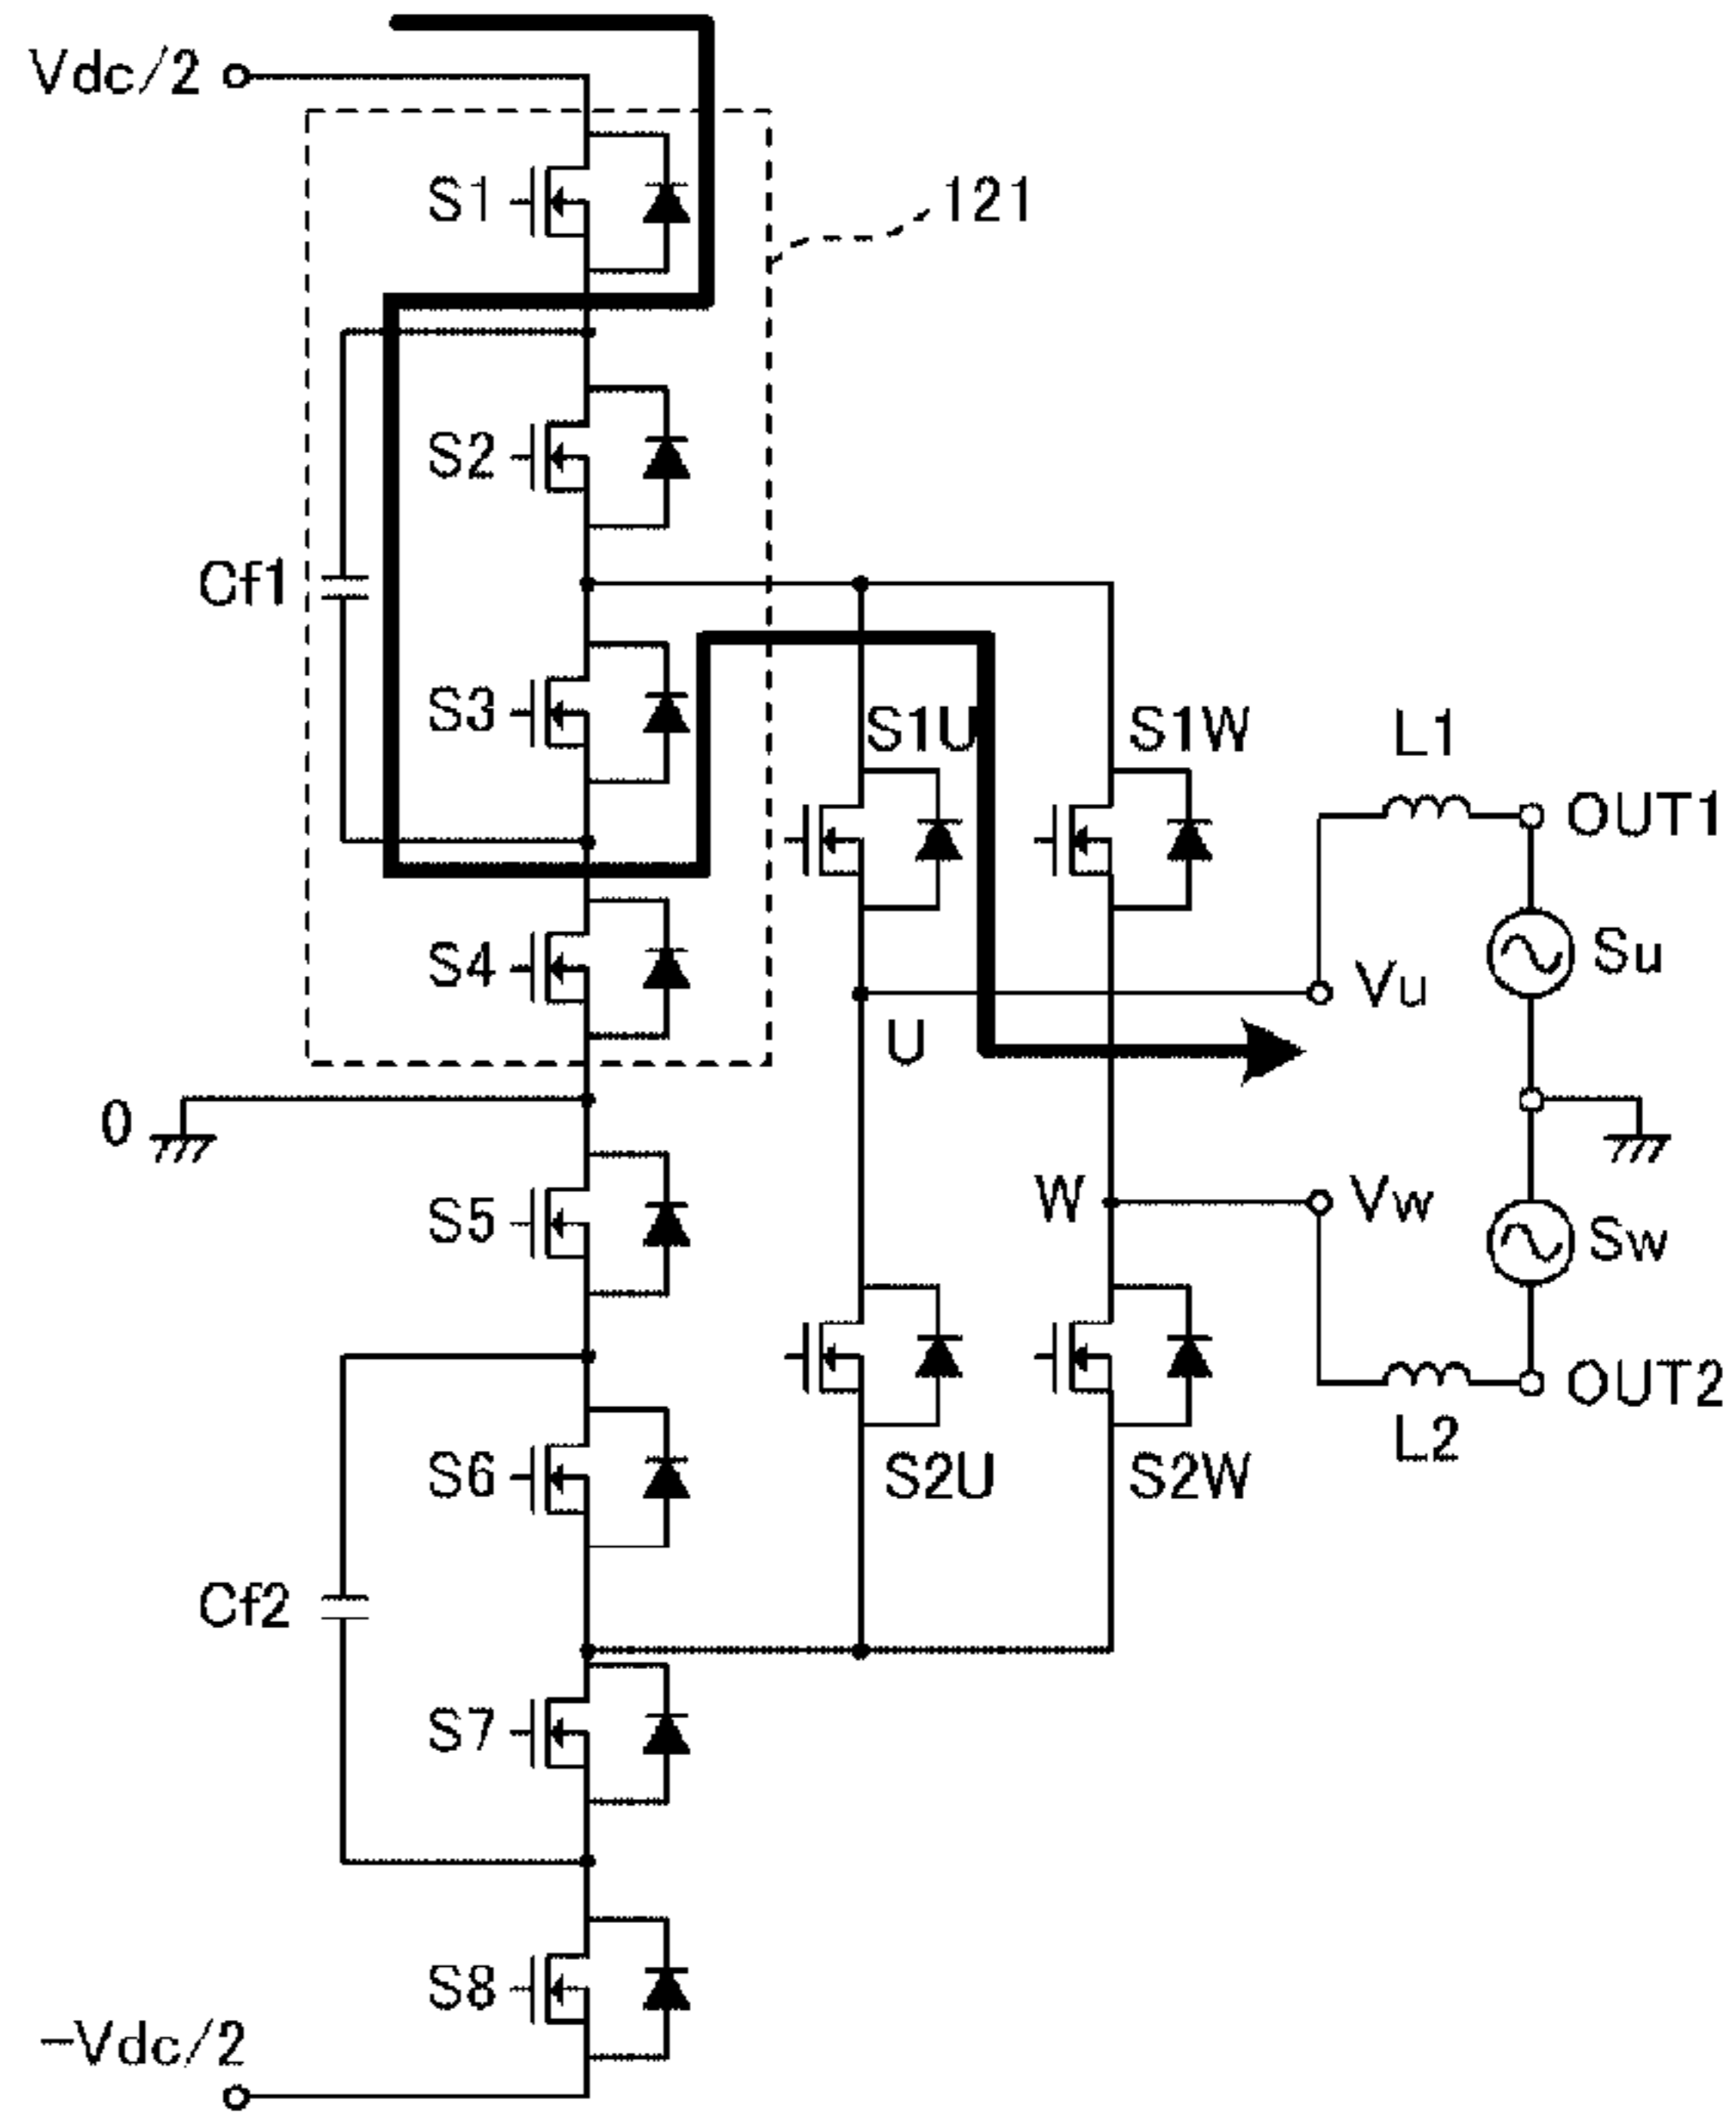 Vdc/2
S1
121
S2
Cf1
S3
S1U
S1W
L1
OUT1
S4
Vu
Su
U
0
W
Vw
S5
Sw
OUT2
L2
S6
S2U
S2W
Cf2
S7
S8
-Vdc/2